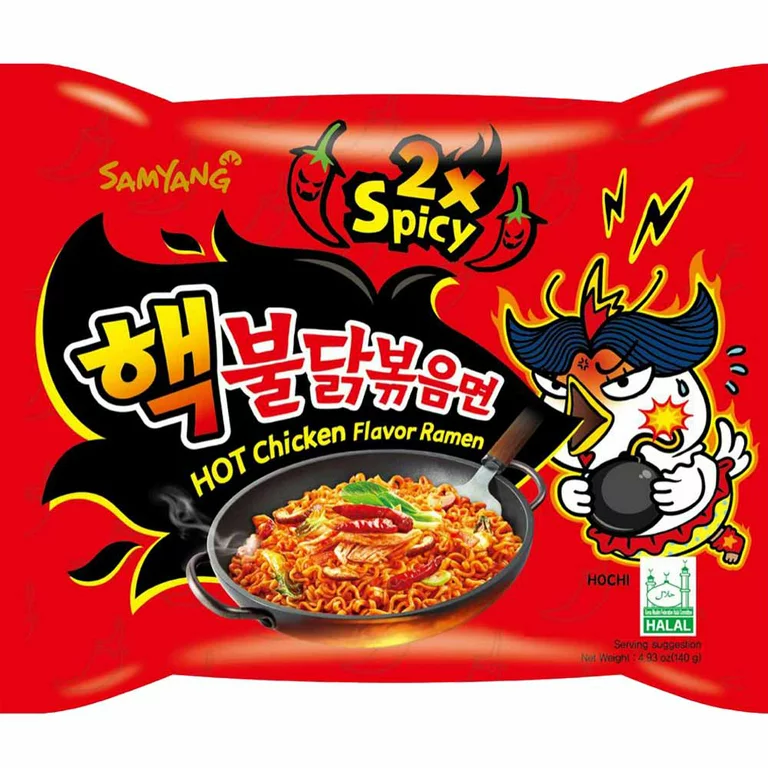 SAMYANG
2x
Spicy
핵불닭볶음면
HOT Chicken Flavor Ramen
HOCHI
حلال
HALAL
Serving suggestion
Net Weight : 4.93 oz(140 g)